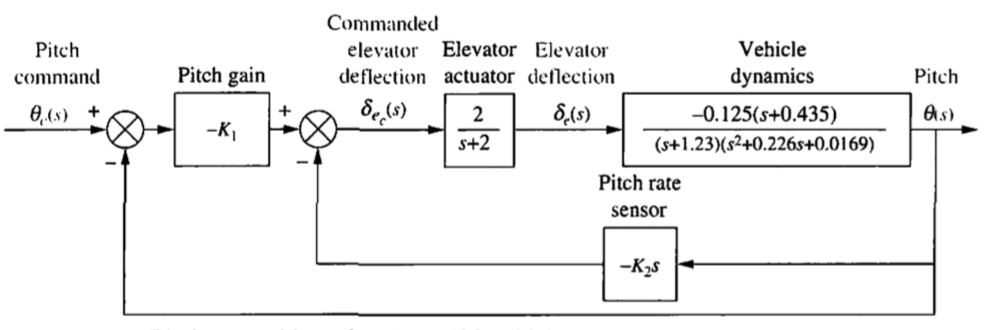 Commanded
Pitch elevator Elevator Elevator Vehicle
command Pitch gain deflection actuator deflection dynamics Pitch
θc(s) + −K1 + δec(s) 2/(s+2) δe(s) −0.125(s+0.435)/((s+1.23)(s²+0.226s+0.0169)) θ(s)
− −
Pitch rate
sensor
−K2s